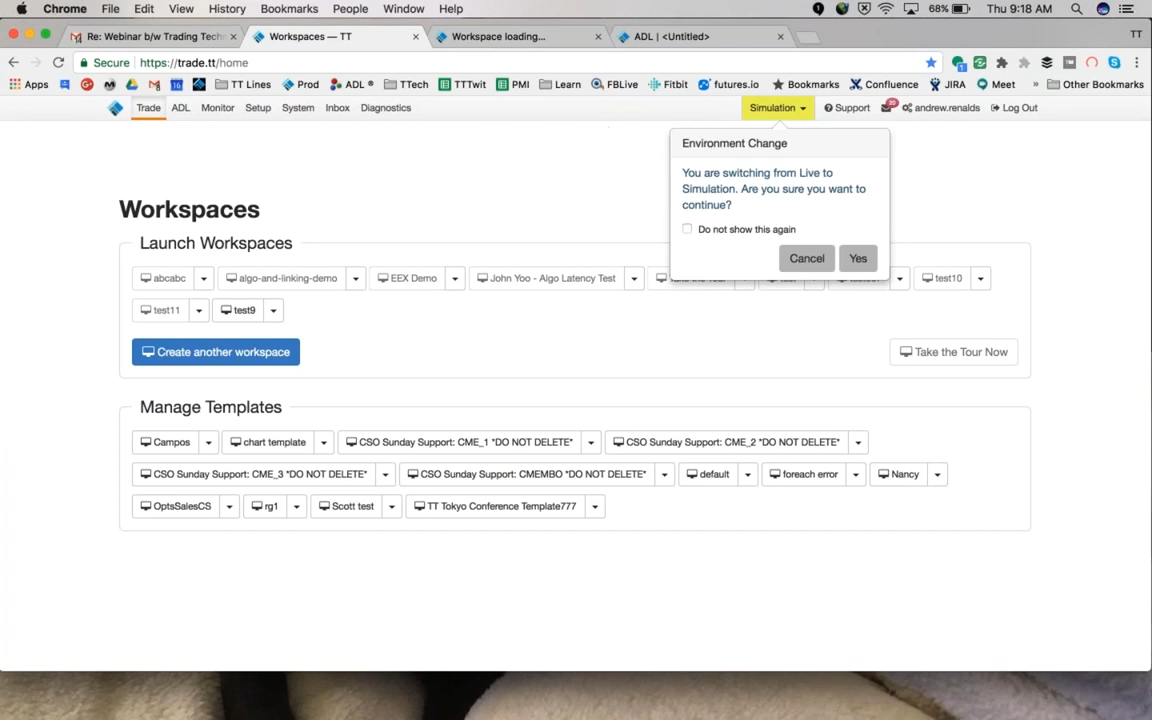 Chrome File Edit View History Bookmarks People Window Help 68% Thu 9:18 AM
Re: Webinar b/w Trading Tech Workspaces — TT Workspace loading... ADL | <Untitled> TT
Secure https://trade.tt/home
Apps TT Lines Prod ADL ® TTech TTTwit PMI Learn FBLive Fitbit futures.io Bookmarks Confluence JIRA Meet » Other Bookmarks
Trade ADL Monitor Setup System Inbox Diagnostics Simulation Support andrew.renalds Log Out
Environment Change
You are switching from Live to
Simulation. Are you sure you want to
continue?
Do not show this again
Cancel Yes
Workspaces
Launch Workspaces
abcabc algo-and-linking-demo EEX Demo John Yoo - Algo Latency Test test10
test11 test9
Create another workspace Take the Tour Now
Manage Templates
Campos chart template CSO Sunday Support: CME_1 *DO NOT DELETE* CSO Sunday Support: CME_2 *DO NOT DELETE*
CSO Sunday Support: CME_3 *DO NOT DELETE* CSO Sunday Support: CMEMBO *DO NOT DELETE* default foreach error Nancy
OptsSalesCS rg1 Scott test TT Tokyo Conference Template777